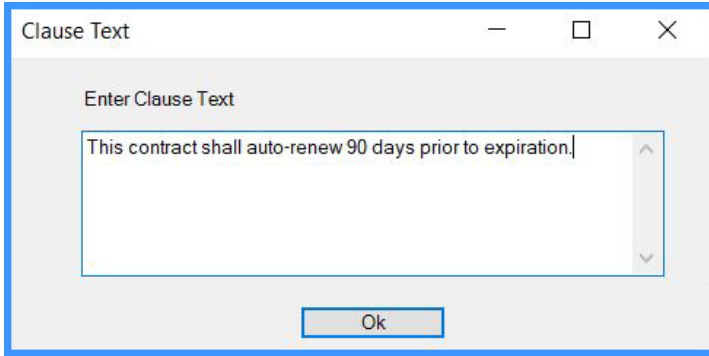 Clause Text
Enter Clause Text
This contract shall auto-renew 90 days prior to expiration.
Ok